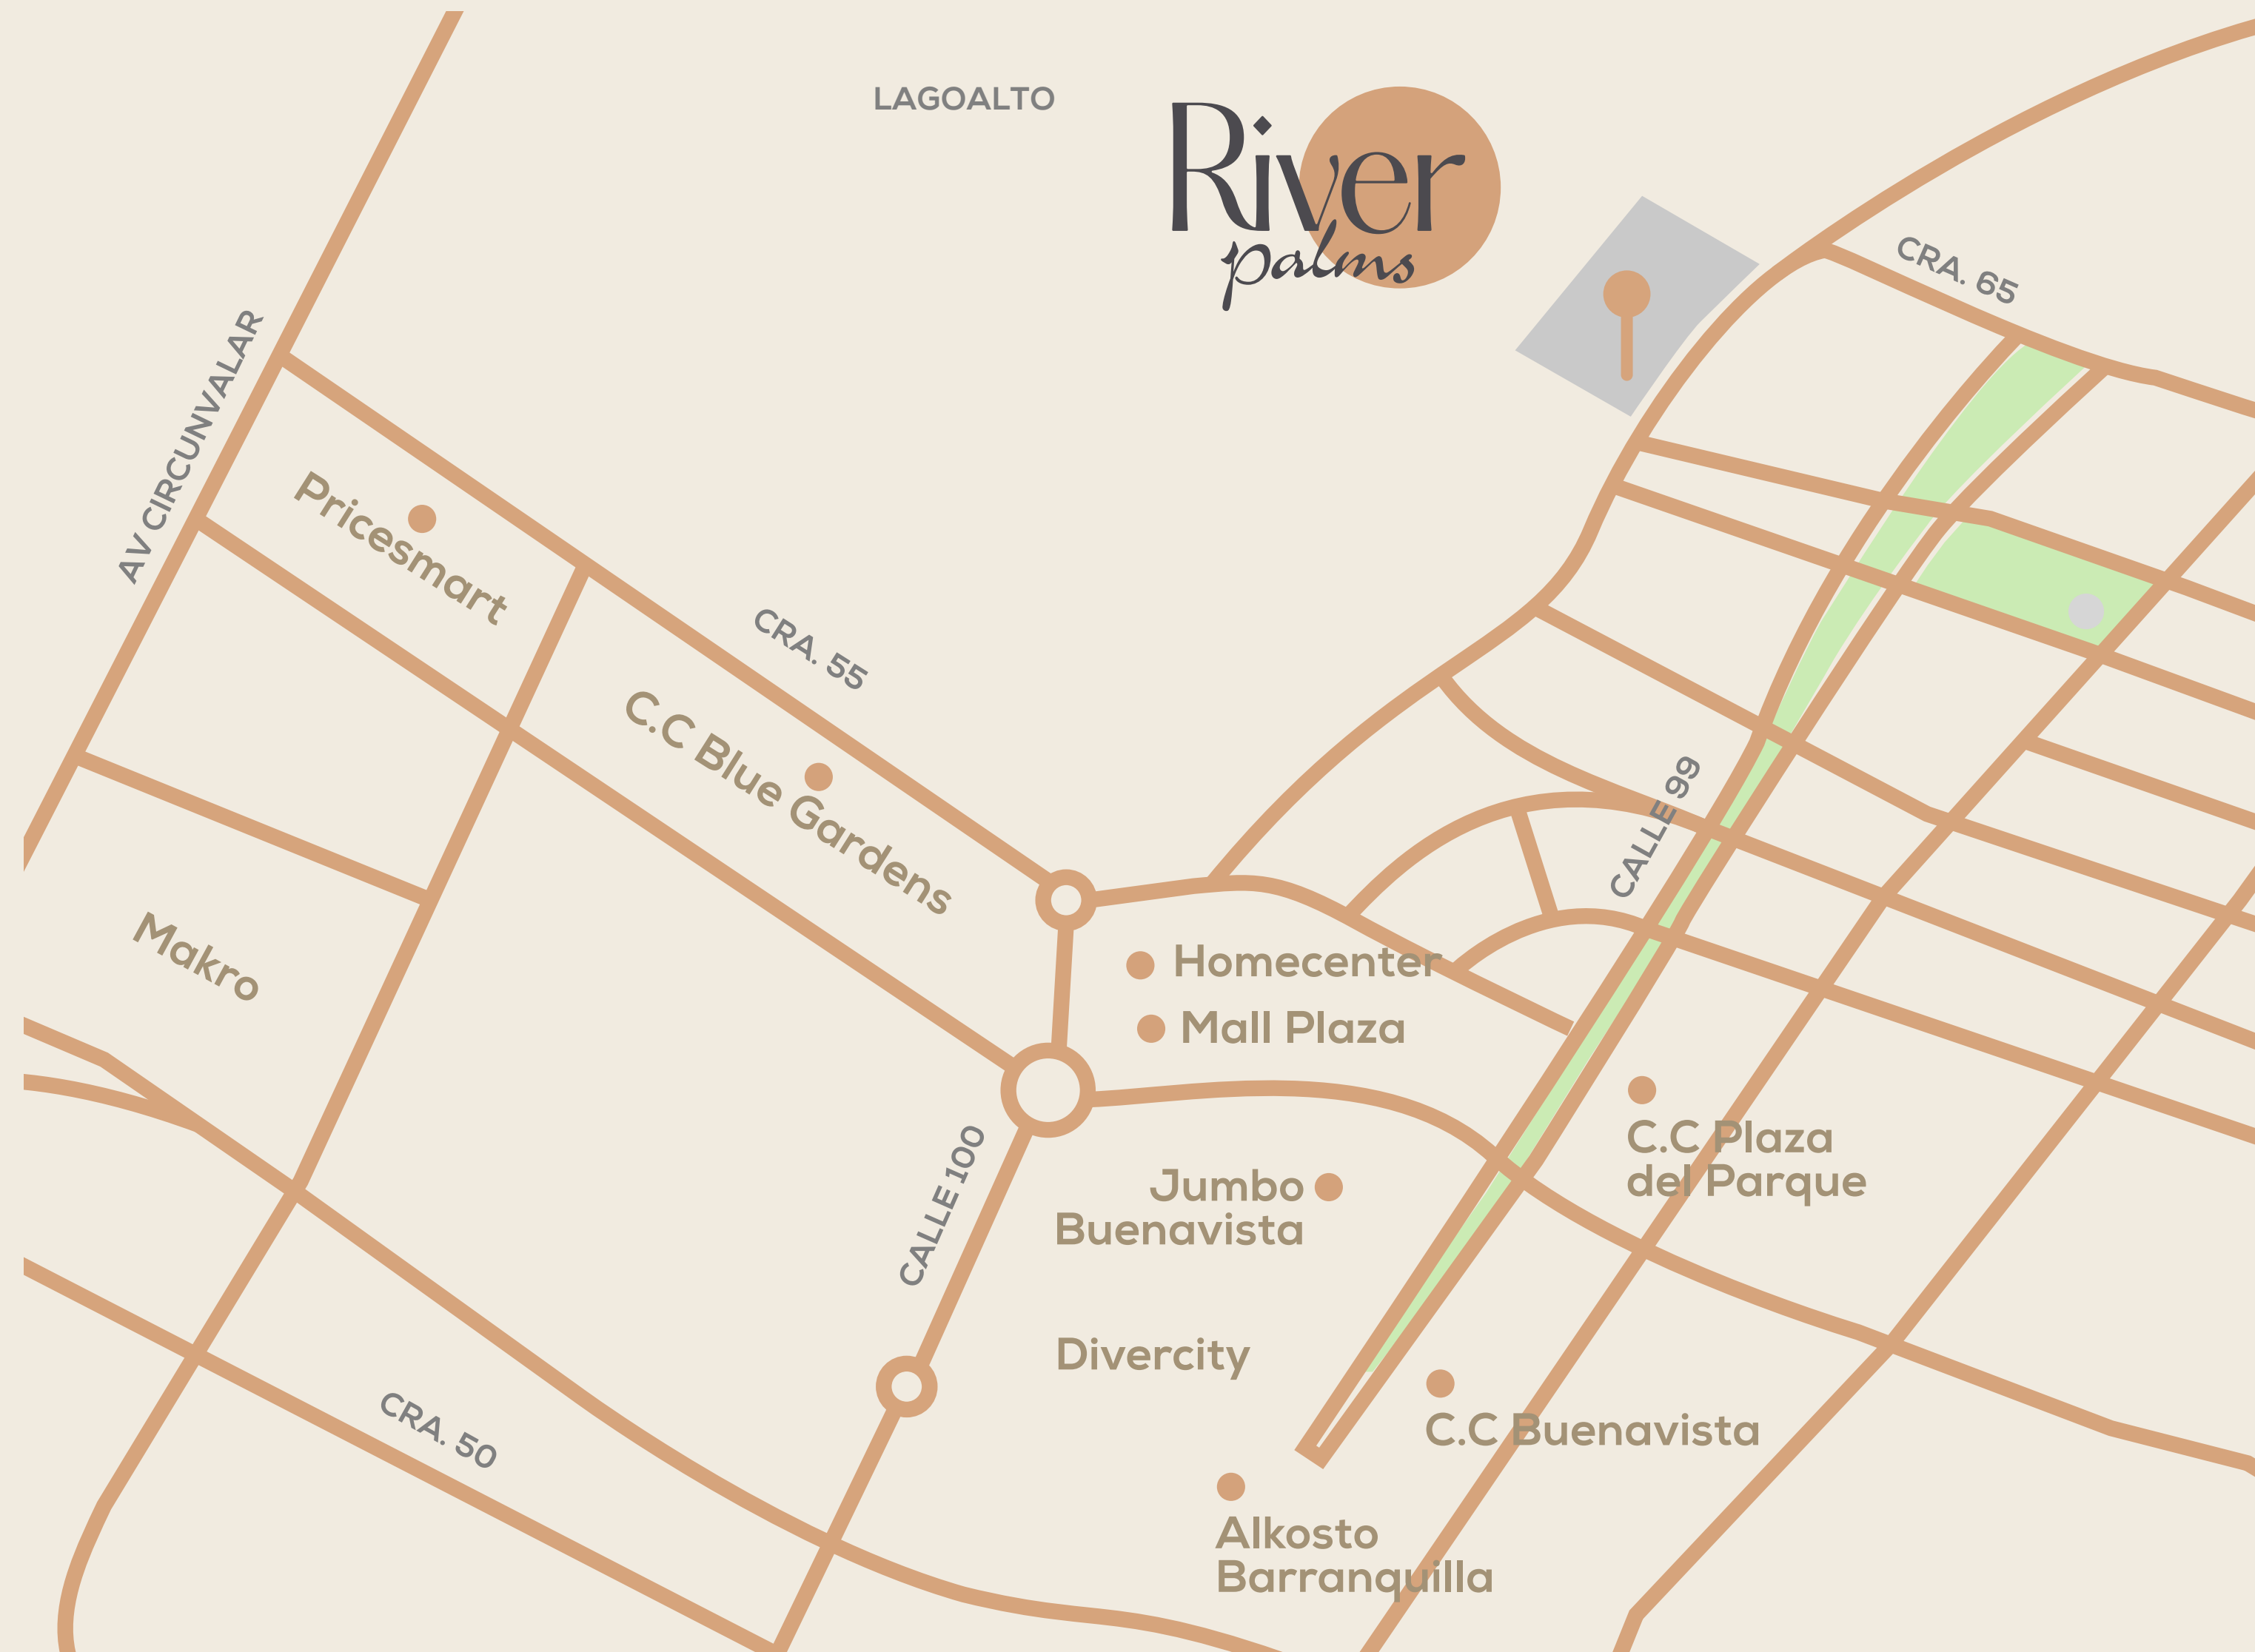 LAGOALTO
River
palms
CRA. 65
AV CIRCUNVALAR
Pricesmart
CRA. 55
C.C Blue Gardens
CALLE 99
Makro
Homecenter
Mall Plaza
C.C Plaza
del Parque
CALLE 100
Jumbo
Buenavista
Divercity
CRA. 50
C.C Buenavista
Alkosto
Barranquilla